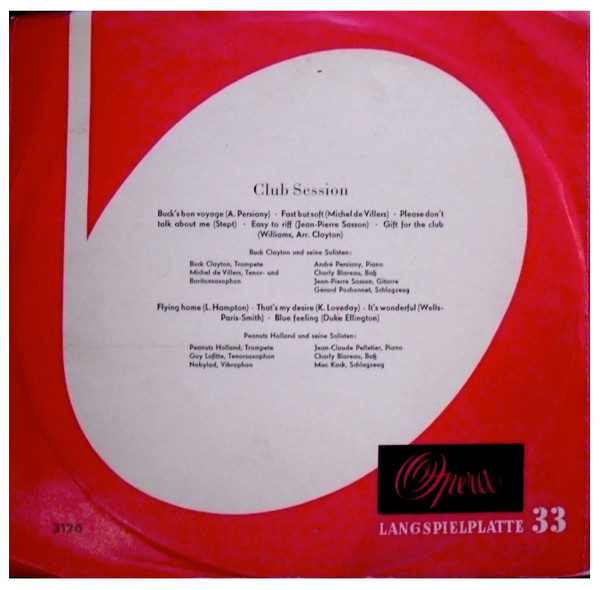 Club Session
Buck's bon voyage (A. Persiany) · Fast but soft (Michel de Villers) · Please don't
talk about me (Stept) · Easy to riff (Jean-Pierre Sasson) · Gift for the club
(Williams, Arr. Clayton)
Buck Clayton und seine Solisten:
Buck Clayton, Trompete
Michel de Villers, Tenor- und
Baritonsaxophon
André Persiany, Piano
Charly Blareau, Baß
Jean-Pierre Sasson, Gitarre
Gérard Pochonnet, Schlagzeug
Flying home (L. Hampton) · That's my desire (K. Loveday) · It's wonderful (Wells-
Paris-Smith) · Blue feeling (Duke Ellington)
Peanuts Holland und seine Solisten:
Peanuts Holland, Trompete
Guy Lafitte, Tenorsaxophon
Nabylad, Vibraphon
Jean-Claude Pelletier, Piano
Charly Blareau, Baß
Mac Kack, Schlagzeug
Opera
LANGSPIELPLATTE 33
3120